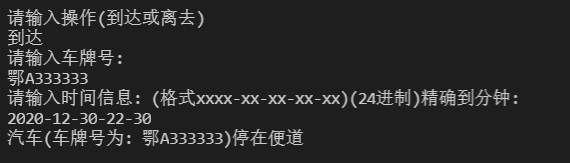 请输入操作(到达或离去)
到达
请输入车牌号:
鄂A333333
请输入时间信息: (格式xxxx-xx-xx-xx-xx)(24进制)精确到分钟:
2020-12-30-22-30
汽车(车牌号为: 鄂A333333)停在便道